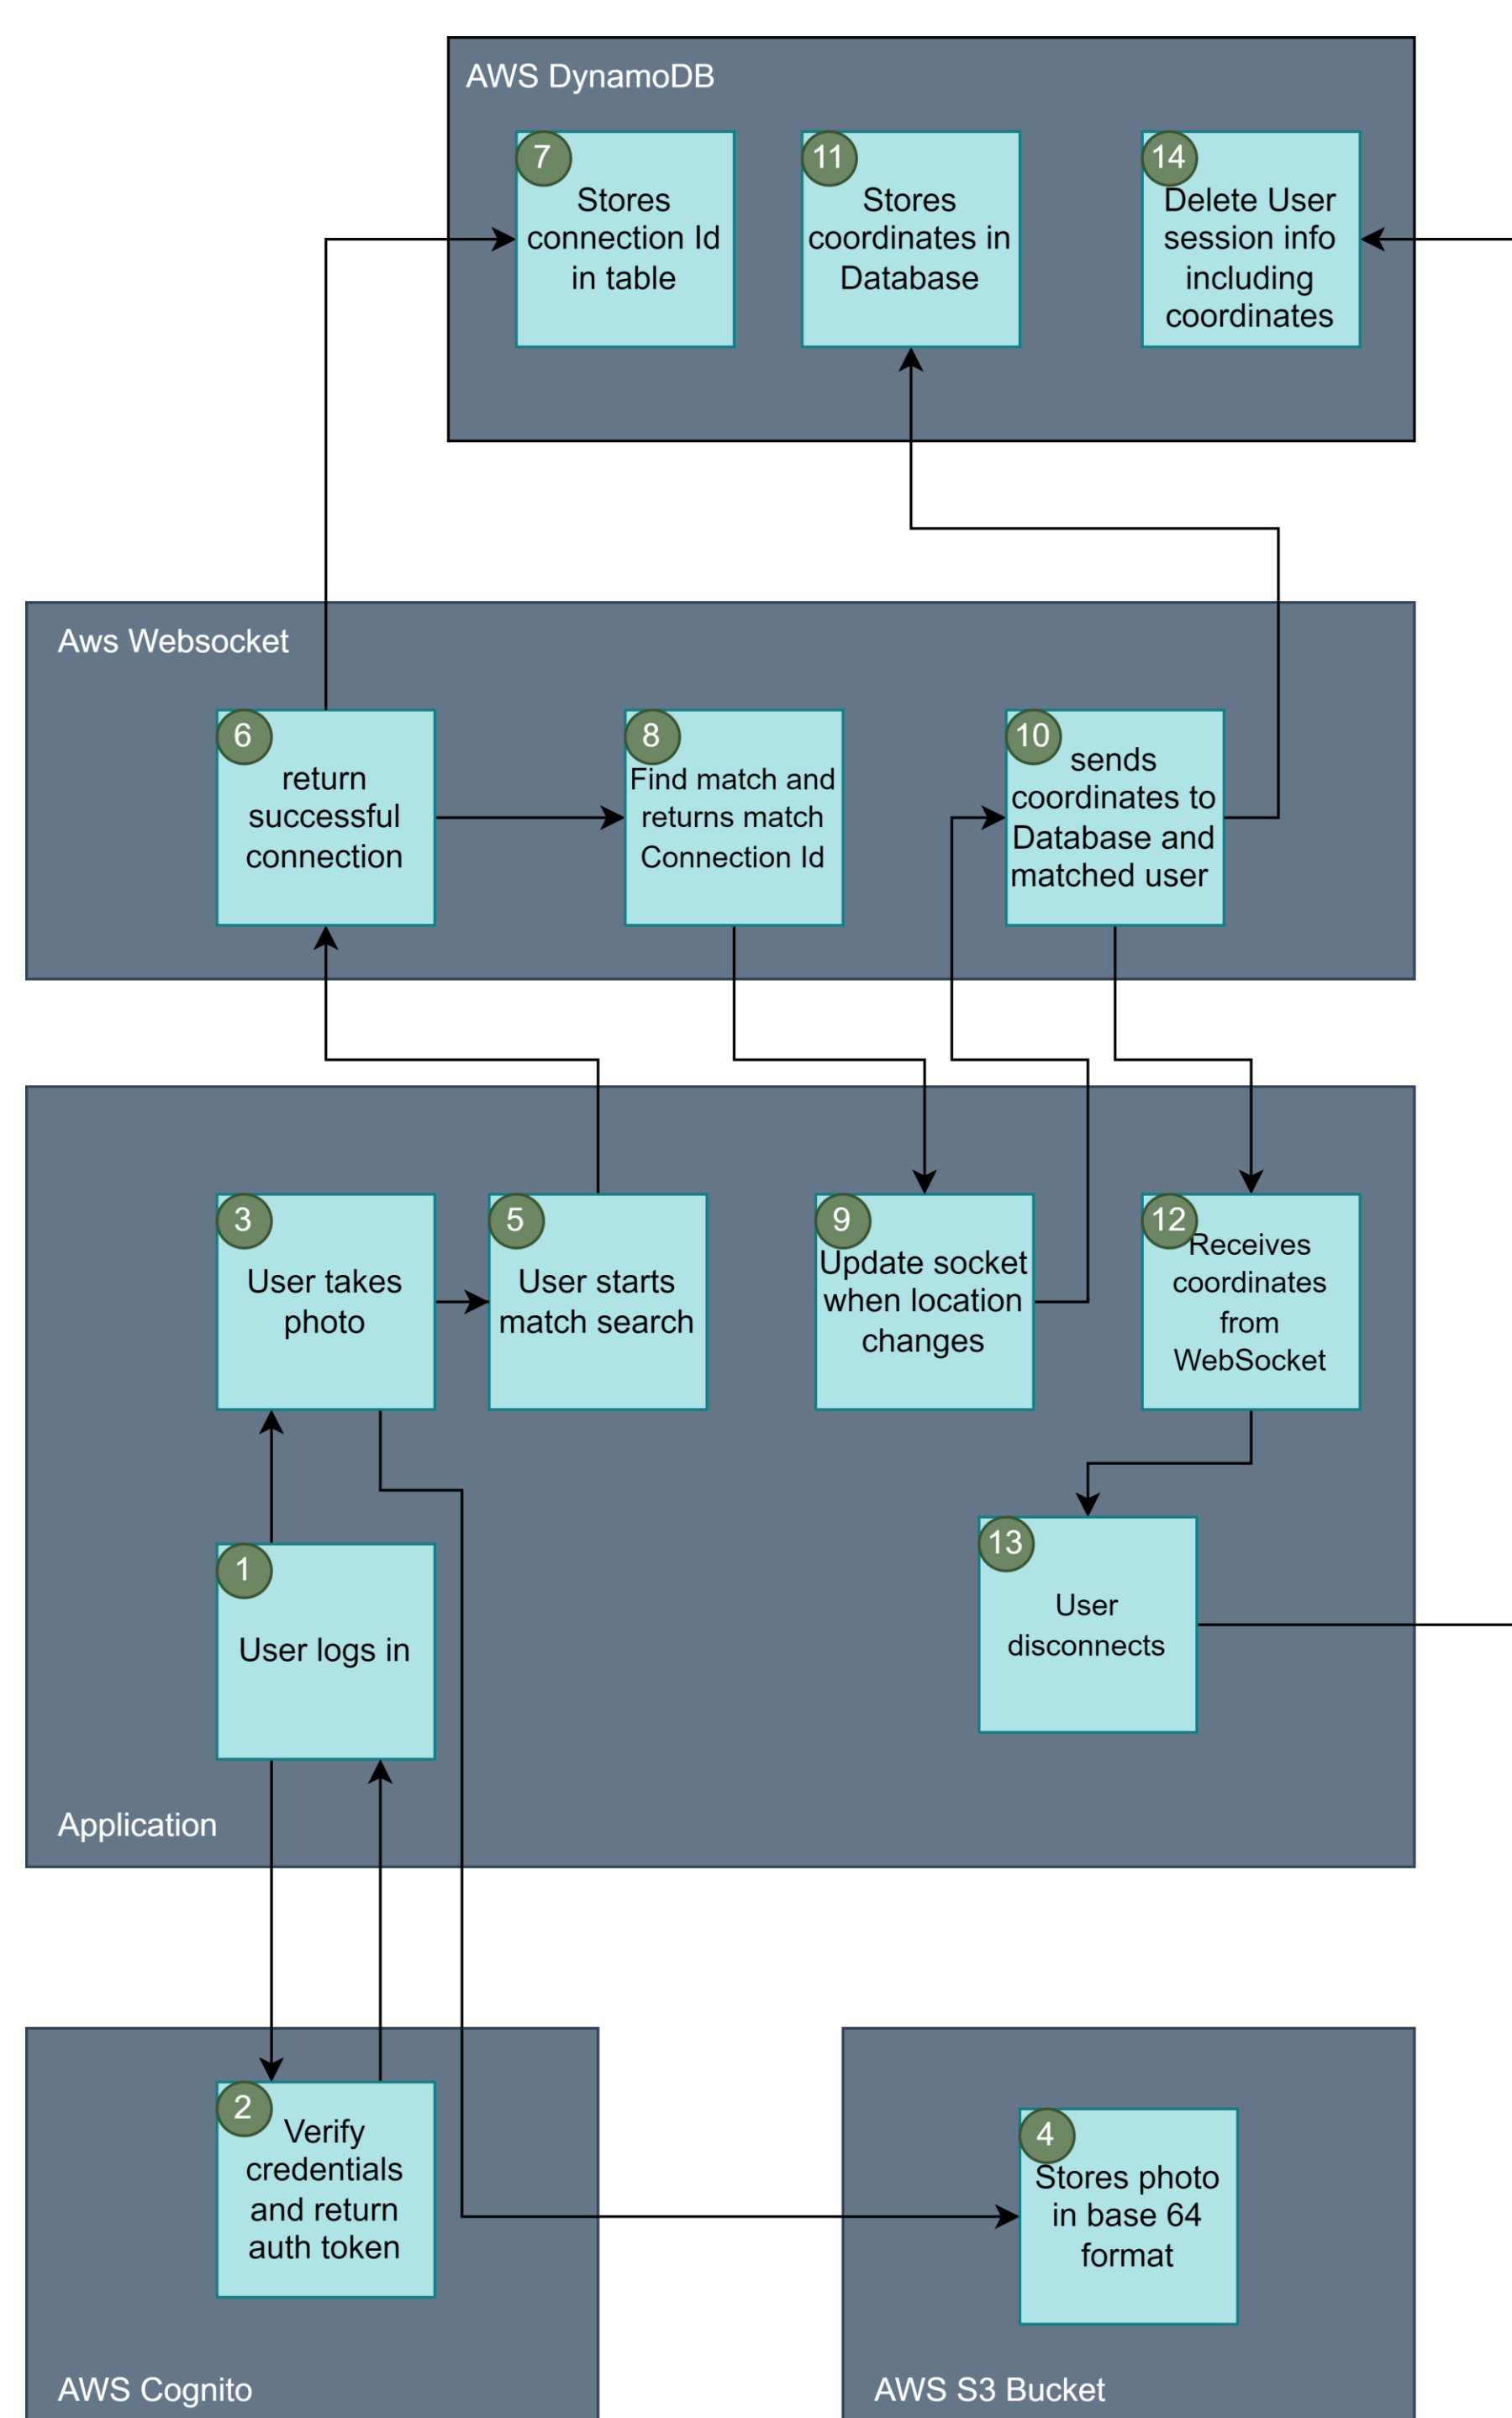 AWS DynamoDB
7
Stores
connection Id
in table
11
Stores
coordinates in
Database
14
Delete User
session info
including
coordinates
Aws Websocket
6
return
successful
connection
8
Find match and
returns match
Connection Id
10
sends
coordinates to
Database and
matched user
3
User takes
photo
5
User starts
match search
9
Update socket
when location
changes
12
Receives
coordinates
from
WebSocket
1
User logs in
13
User
disconnects
Application
2
Verify
credentials
and return
auth token
AWS Cognito
4
Stores photo
in base 64
format
AWS S3 Bucket